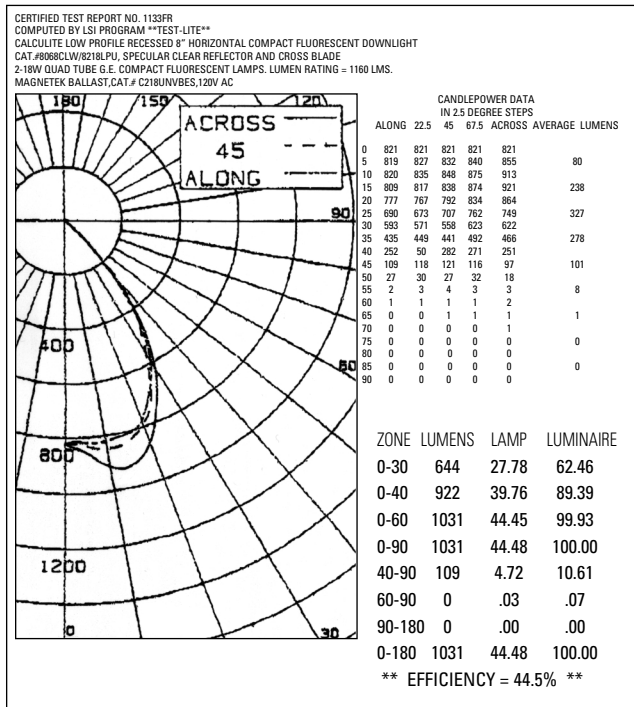 CERTIFIED TEST REPORT NO. 1133FR
COMPUTED BY LSI PROGRAM **TEST-LITE**
CALCULITE LOW PROFILE RECESSED 8" HORIZONTAL COMPACT FLUORESCENT DOWNLIGHT
CAT.#8068CLW/8218LPU, SPECULAR CLEAR REFLECTOR AND CROSS BLADE
2-18W QUAD TUBE G.E. COMPACT FLUORESCENT LAMPS. LUMEN RATING = 1160 LMS.
MAGNETEK BALLAST,CAT.# C218UNVBES,120V AC
180 150 120
ACROSS
45
ALONG
90
60
400
800
1200
0 30
CANDLEPOWER DATA
IN 2.5 DEGREE STEPS
ALONG 22.5 45 67.5 ACROSS AVERAGE LUMENS
0 821 821 821 821 821
5 819 827 832 840 855 80
10 820 835 848 875 913
15 809 817 838 874 921 238
20 777 767 792 834 864
25 690 673 707 762 749 327
30 593 571 558 623 622
35 435 449 441 492 466 278
40 252 50 282 271 251
45 109 118 121 116 97 101
50 27 30 27 32 18
55 2 3 4 3 3 8
60 1 1 1 1 2
65 0 0 1 1 1 1
70 0 0 0 0 1
75 0 0 0 0 0 0
80 0 0 0 0 0
85 0 0 0 0 0 0
90 0 0 0 0 0
ZONE LUMENS LAMP LUMINAIRE
0-30 644 27.78 62.46
0-40 922 39.76 89.39
0-60 1031 44.45 99.93
0-90 1031 44.48 100.00
40-90 109 4.72 10.61
60-90 0 .03 .07
90-180 0 .00 .00
0-180 1031 44.48 100.00
** EFFICIENCY = 44.5% **